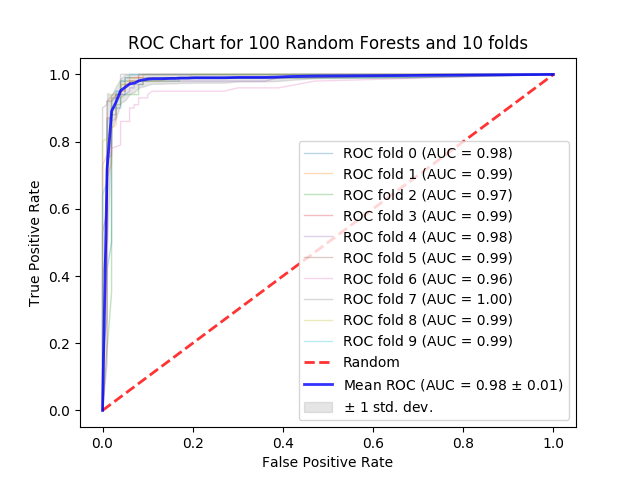 ROC Chart for 100 Random Forests and 10 folds
1.0
0.8
0.6
0.4
0.2
0.0
True Positive Rate
ROC fold 0 (AUC = 0.98)
ROC fold 1 (AUC = 0.99)
ROC fold 2 (AUC = 0.97)
ROC fold 3 (AUC = 0.99)
ROC fold 4 (AUC = 0.98)
ROC fold 5 (AUC = 0.99)
ROC fold 6 (AUC = 0.96)
ROC fold 7 (AUC = 1.00)
ROC fold 8 (AUC = 0.99)
ROC fold 9 (AUC = 0.99)
Random
Mean ROC (AUC = 0.98 ± 0.01)
± 1 std. dev.
0.0 0.2 0.4 0.6 0.8 1.0
False Positive Rate